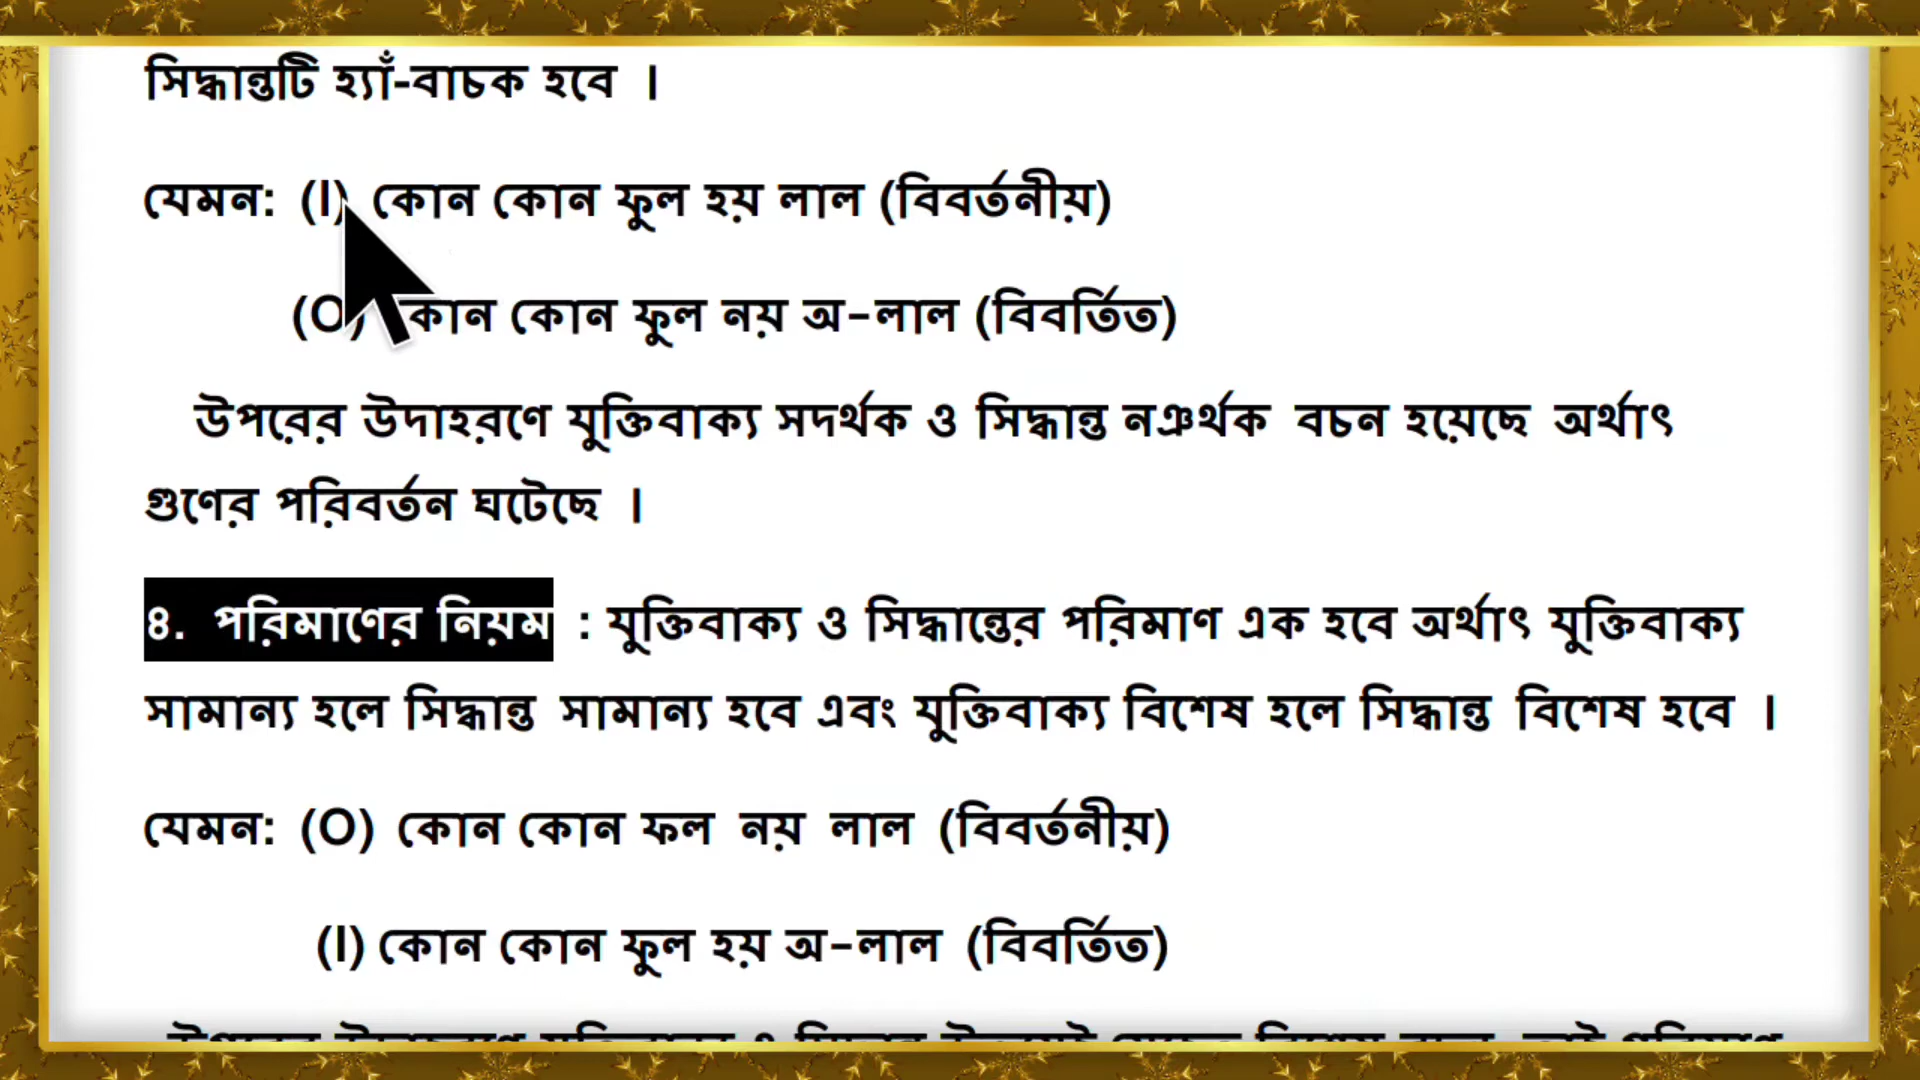 সিদ্ধান্তটি হ্যাঁ-বাচক হবে ।
যেমন: (I) কোন কোন ফুল হয় লাল (বিবর্তনীয়)
(O) কোন কোন ফুল নয় অ–লাল (বিবর্তিত)
উপরের উদাহরণে যুক্তিবাক্য সদর্থক ও সিদ্ধান্ত নঞর্থক বচন হয়েছে অর্থাৎ
গুণের পরিবর্তন ঘটেছে ।
৪. পরিমাণের নিয়ম : যুক্তিবাক্য ও সিদ্ধান্তের পরিমাণ এক হবে অর্থাৎ যুক্তিবাক্য
সামান্য হলে সিদ্ধান্ত সামান্য হবে এবং যুক্তিবাক্য বিশেষ হলে সিদ্ধান্ত বিশেষ হবে ।
যেমন: (O) কোন কোন ফল নয় লাল (বিবর্তনীয়)
(I) কোন কোন ফুল হয় অ–লাল (বিবর্তিত)